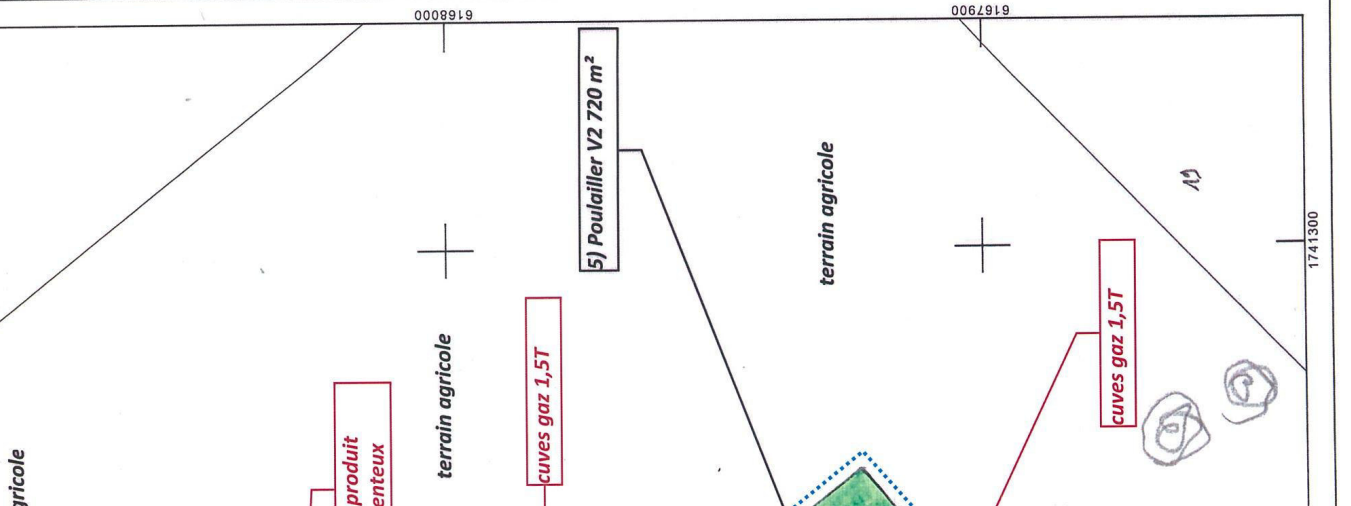 6168000
6167900
5) Poulailler V2 720 m²
terrain agricole
19
1741300
cuves gaz 1,5T
cuves gaz 1,5T
terrain agricole
produit
enteux
gricole